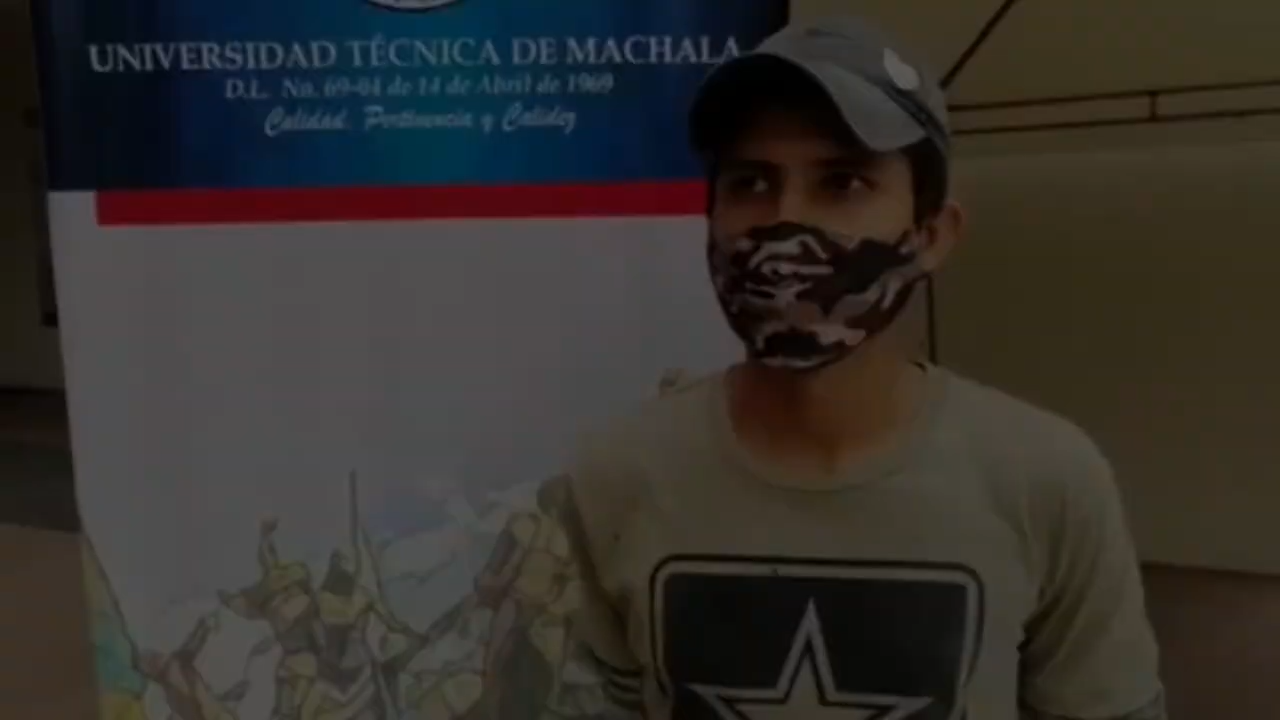 UNIVERSIDAD TÉCNICA DE MACHALA
D.L. No. 69-04 de 14 de Abril de 1969
Calidad, Pertinencia y Calidez